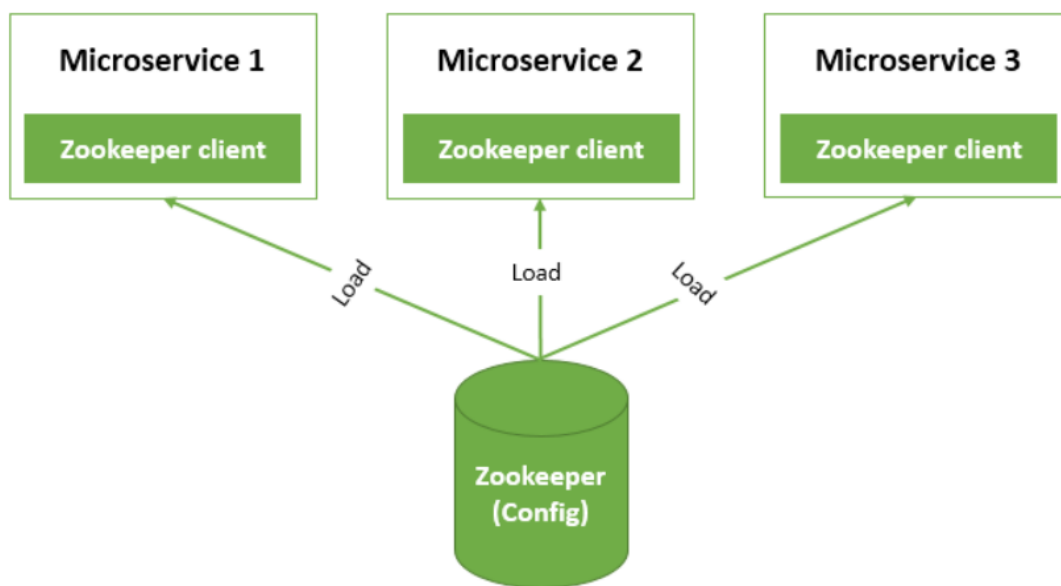 Microservice 1
Microservice 2
Microservice 3
Zookeeper client
Zookeeper client
Zookeeper client
Load
Load
Load
Zookeeper
(Config)